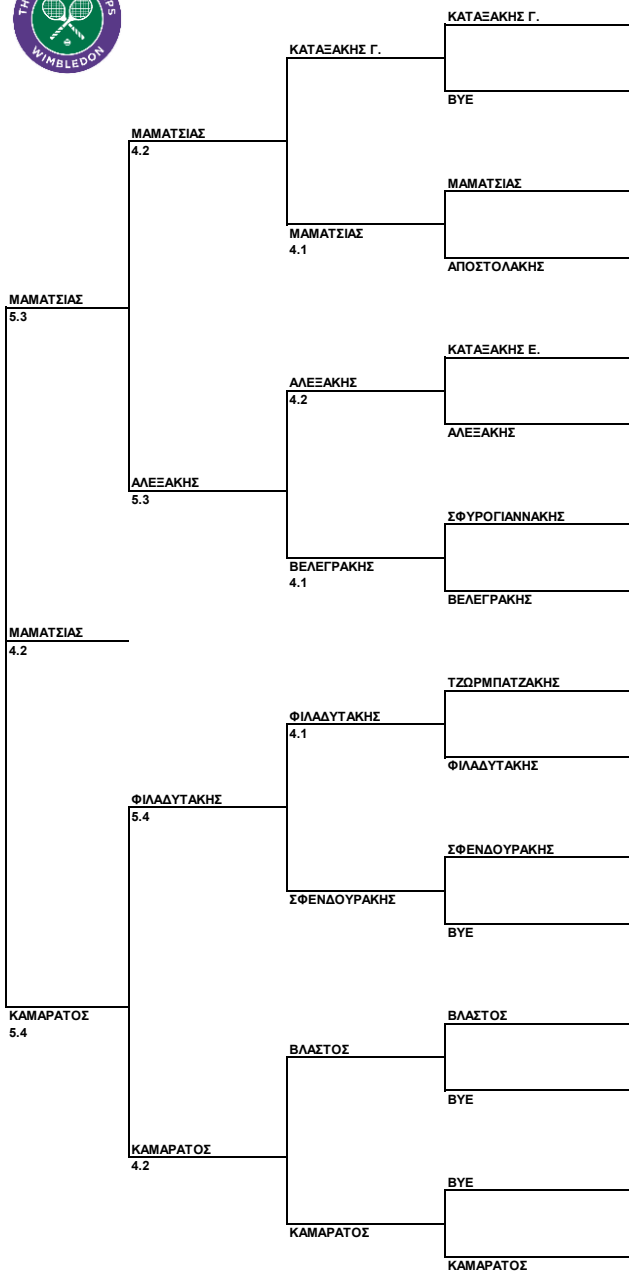 TH
PS
WIMBLEDON
ΚΑΤΑΞΑΚΗΣ Γ.
ΚΑΤΑΞΑΚΗΣ Γ.
BYE
ΜΑΜΑΤΣΙΑΣ
4.2
ΜΑΜΑΤΣΙΑΣ
ΜΑΜΑΤΣΙΑΣ
4.1
ΑΠΟΣΤΟΛΑΚΗΣ
ΜΑΜΑΤΣΙΑΣ
5.3
ΚΑΤΑΞΑΚΗΣ Ε.
ΑΛΕΞΑΚΗΣ
4.2
ΑΛΕΞΑΚΗΣ
ΑΛΕΞΑΚΗΣ
5.3
ΣΦΥΡΟΓΙΑΝΝΑΚΗΣ
ΒΕΛΕΓΡΑΚΗΣ
4.1
ΒΕΛΕΓΡΑΚΗΣ
ΜΑΜΑΤΣΙΑΣ
4.2
ΤΖΩΡΜΠΑΤΖΑΚΗΣ
ΦΙΛΑΔΥΤΑΚΗΣ
4.1
ΦΙΛΑΔΥΤΑΚΗΣ
ΦΙΛΑΔΥΤΑΚΗΣ
5.4
ΣΦΕΝΔΟΥΡΑΚΗΣ
ΣΦΕΝΔΟΥΡΑΚΗΣ
BYE
ΚΑΜΑΡΑΤΟΣ
5.4
ΒΛΑΣΤΟΣ
ΒΛΑΣΤΟΣ
BYE
ΚΑΜΑΡΑΤΟΣ
4.2
BYE
ΚΑΜΑΡΑΤΟΣ
ΚΑΜΑΡΑΤΟΣ